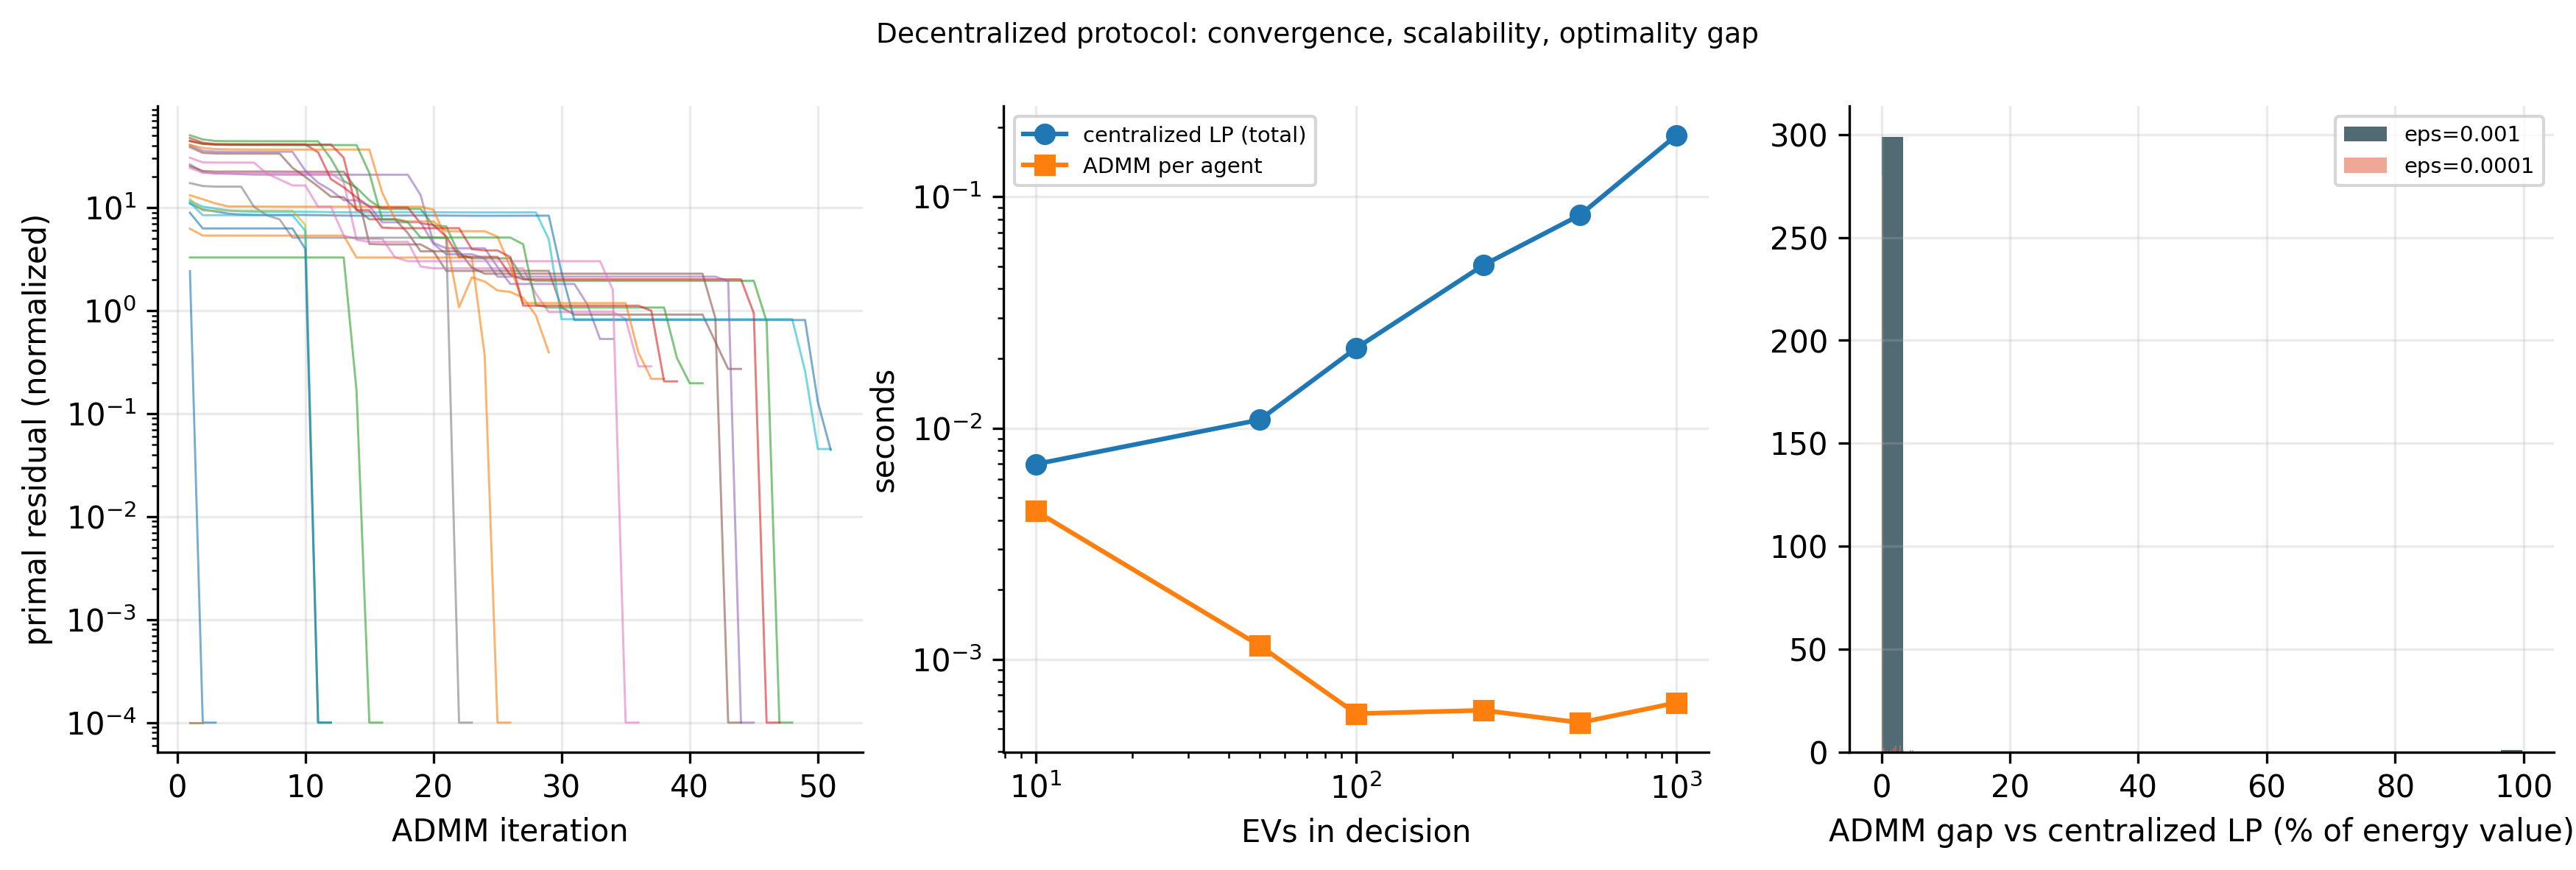 Decentralized protocol: convergence, scalability, optimality gap
primal residual (normalized)
10¹
10⁰
10⁻¹
10⁻²
10⁻³
10⁻⁴
0 10 20 30 40 50
ADMM iteration
seconds
centralized LP (total)
ADMM per agent
10⁻¹
10⁻²
10⁻³
10¹ 10² 10³
EVs in decision
eps=0.001
eps=0.0001
300
250
200
150
100
50
0
0 20 40 60 80 100
ADMM gap vs centralized LP (% of energy value)